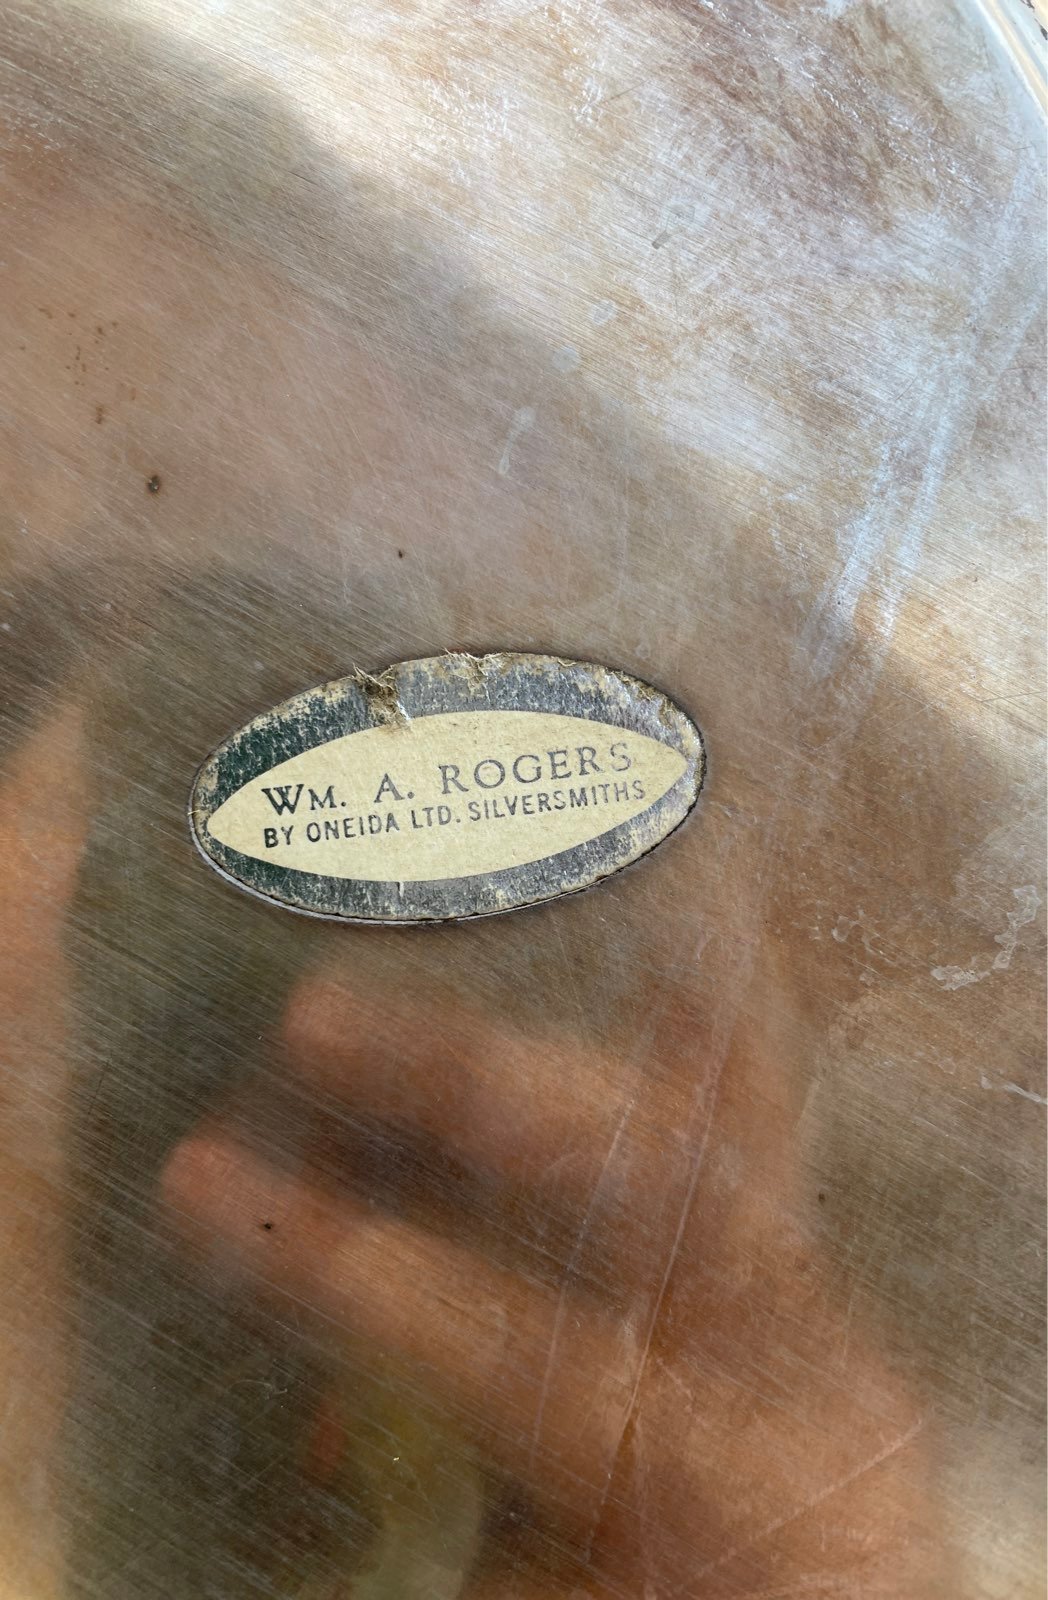 WM. A. ROGERS
BY ONEIDA LTD. SILVERSMITHS